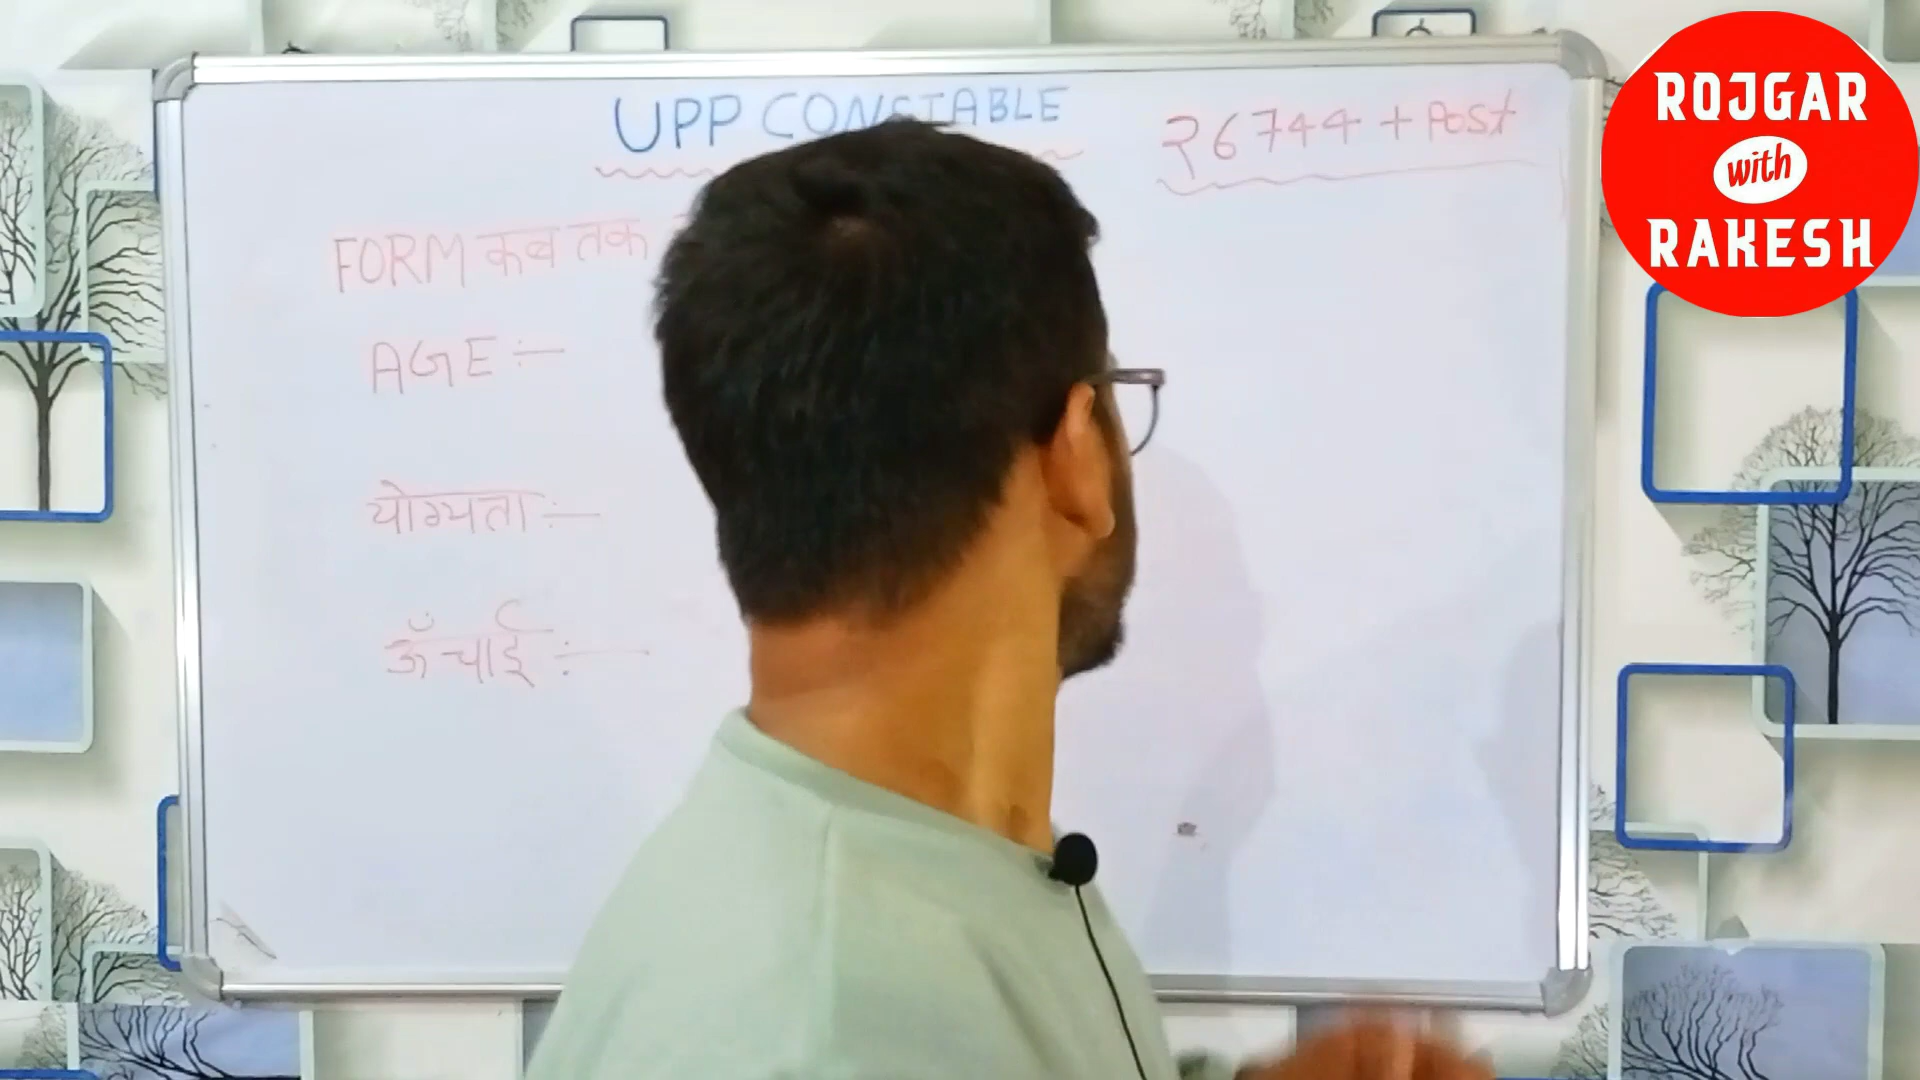 UPP CONSTABLE
26744 + Post
FORM कब तक
AGE :-
योग्यता :-
ऊँचाई :-
ROJGAR
with
RAKESH